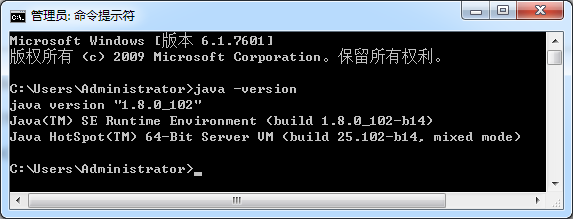 管理员: 命令提示符
Microsoft Windows [版本 6.1.7601]
版权所有 (c) 2009 Microsoft Corporation。保留所有权利。
C:\Users\Administrator>java -version
java version "1.8.0_102"
Java(TM) SE Runtime Environment (build 1.8.0_102-b14)
Java HotSpot(TM) 64-Bit Server VM (build 25.102-b14, mixed mode)
C:\Users\Administrator>_